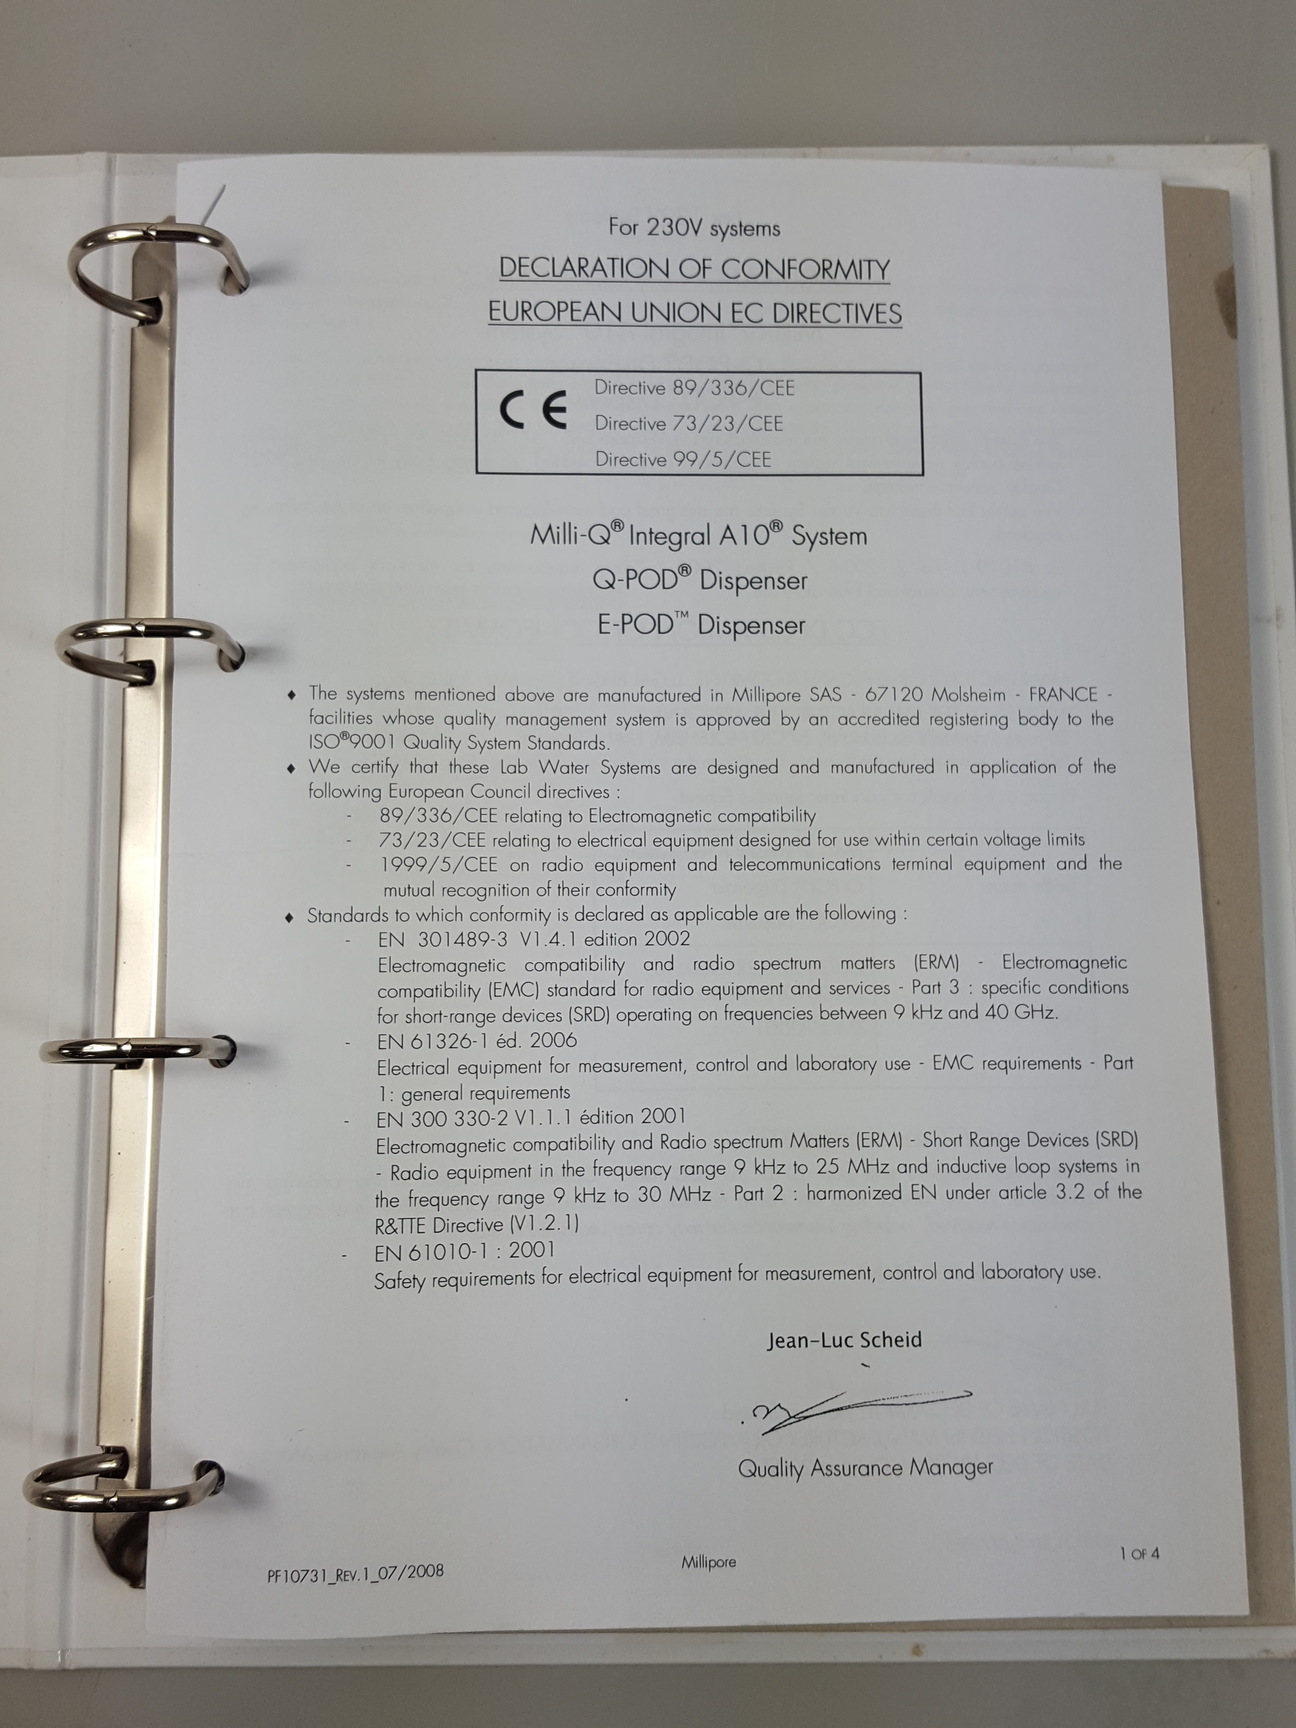 For 230V systems
DECLARATION OF CONFORMITY
EUROPEAN UNION EC DIRECTIVES
CE
Directive 89/336/CEE
Directive 73/23/CEE
Directive 99/5/CEE
Milli-Q® Integral A10® System
Q-POD® Dispenser
E-POD™ Dispenser
♦ The systems mentioned above are manufactured in Millipore SAS - 67120 Molsheim - FRANCE -
facilities whose quality management system is approved by an accredited registering body to the
ISO®9001 Quality System Standards.
♦ We certify that these Lab Water Systems are designed and manufactured in application of the
following European Council directives :
- 89/336/CEE relating to Electromagnetic compatibility
- 73/23/CEE relating to electrical equipment designed for use within certain voltage limits
- 1999/5/CEE on radio equipment and telecommunications terminal equipment and the
mutual recognition of their conformity
♦ Standards to which conformity is declared as applicable are the following :
- EN 301489-3 V1.4.1 edition 2002
Electromagnetic compatibility and radio spectrum matters (ERM) - Electromagnetic
compatibility (EMC) standard for radio equipment and services - Part 3 : specific conditions
for short-range devices (SRD) operating on frequencies between 9 kHz and 40 GHz.
- EN 61326-1 éd. 2006
Electrical equipment for measurement, control and laboratory use - EMC requirements - Part
1: general requirements
- EN 300 330-2 V1.1.1 édition 2001
Electromagnetic compatibility and Radio spectrum Matters (ERM) - Short Range Devices (SRD)
- Radio equipment in the frequency range 9 kHz to 25 MHz and inductive loop systems in
the frequency range 9 kHz to 30 MHz - Part 2 : harmonized EN under article 3.2 of the
R&TTE Directive (V1.2.1)
- EN 61010-1 : 2001
Safety requirements for electrical equipment for measurement, control and laboratory use.
Jean-Luc Scheid
Quality Assurance Manager
PF10731_REV.1_07/2008
Millipore
1 OF 4